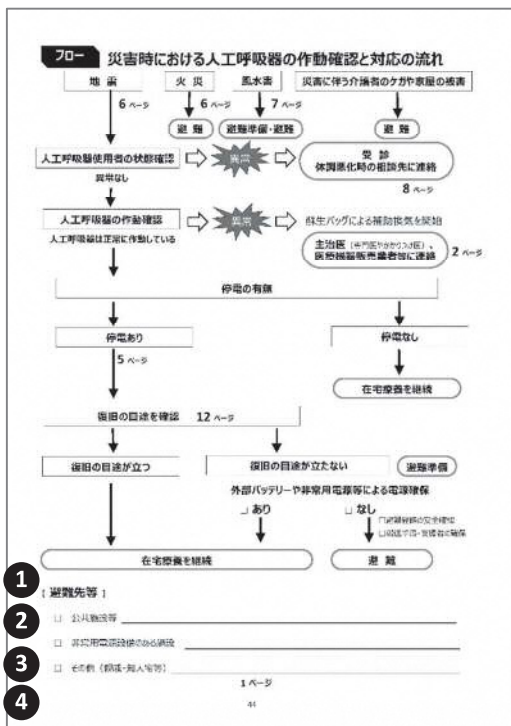 フロー 災害時における人工呼吸器の作動確認と対応の流れ
地震 火災 風水害 災害に伴う介護者のケガや家屋の被害
6 ページ 6 ページ 7 ページ
避難 避難準備・避難 避難
人工呼吸器使用者の状態確認 異常 受診
体調悪化時の相談先に連絡
異常なし
8 ページ
人工呼吸器の作動確認 異常 蘇生バッグによる補助換気を開始
人工呼吸器は正常に作動している
主治医（専門医やかかりつけ医）、
医療機器販売業者等に連絡
2 ページ
停電の有無
停電あり 停電なし
5 ページ
在宅療養を継続
復旧の目途を確認 12 ページ
復旧の目途が立つ 復旧の目途が立たない 避難準備
外部バッテリーや非常用電源等による電源確保
□ あり □ なし
在宅療養を継続 避難
1
[避難先等]
2
□ 公共施設等
□ 非常用電源設備のある施設
3
□ その他（親戚・知人宅等）
1 ページ
4
44